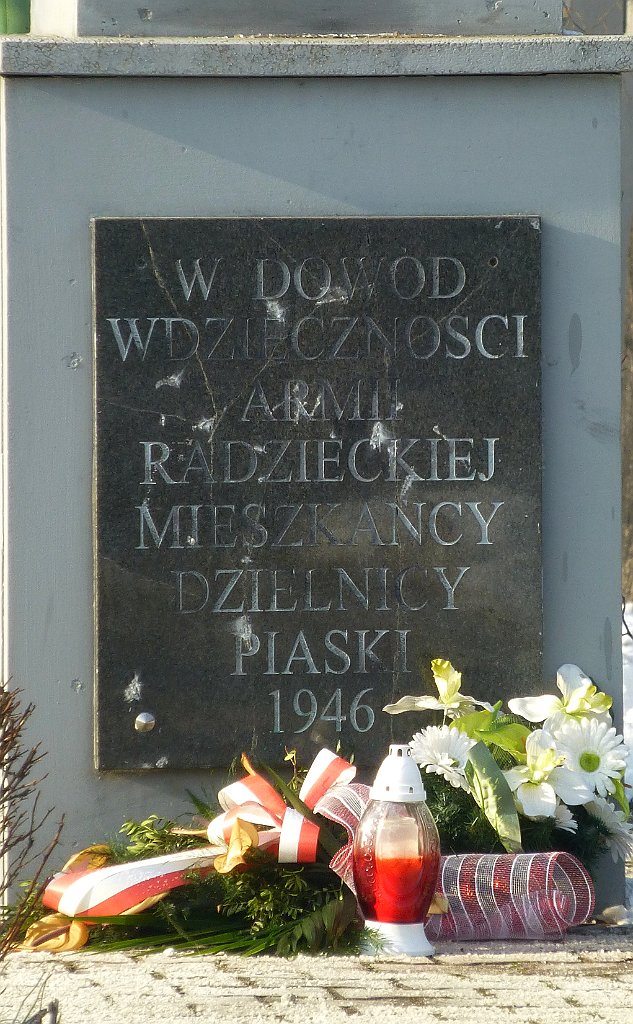 W DOWÓD
WDZIĘCZNOŚCI
ARMII
RADZIECKIEJ
MIESZKAŃCY
DZIELNICY
PIASKI
1946